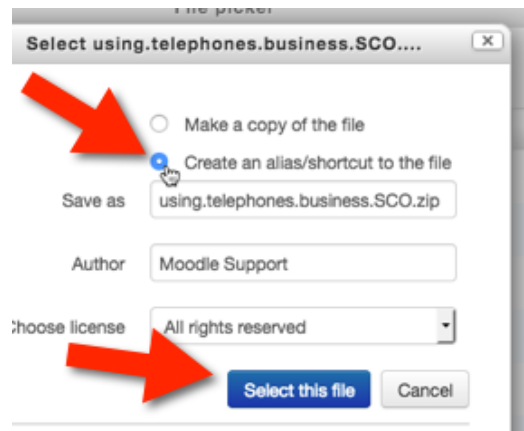 File picker
Select using.telephones.business.SCO....
Make a copy of the file
Create an alias/shortcut to the file
Save as using.telephones.business.SCO.zip
Author Moodle Support
Choose license All rights reserved
Select this file Cancel